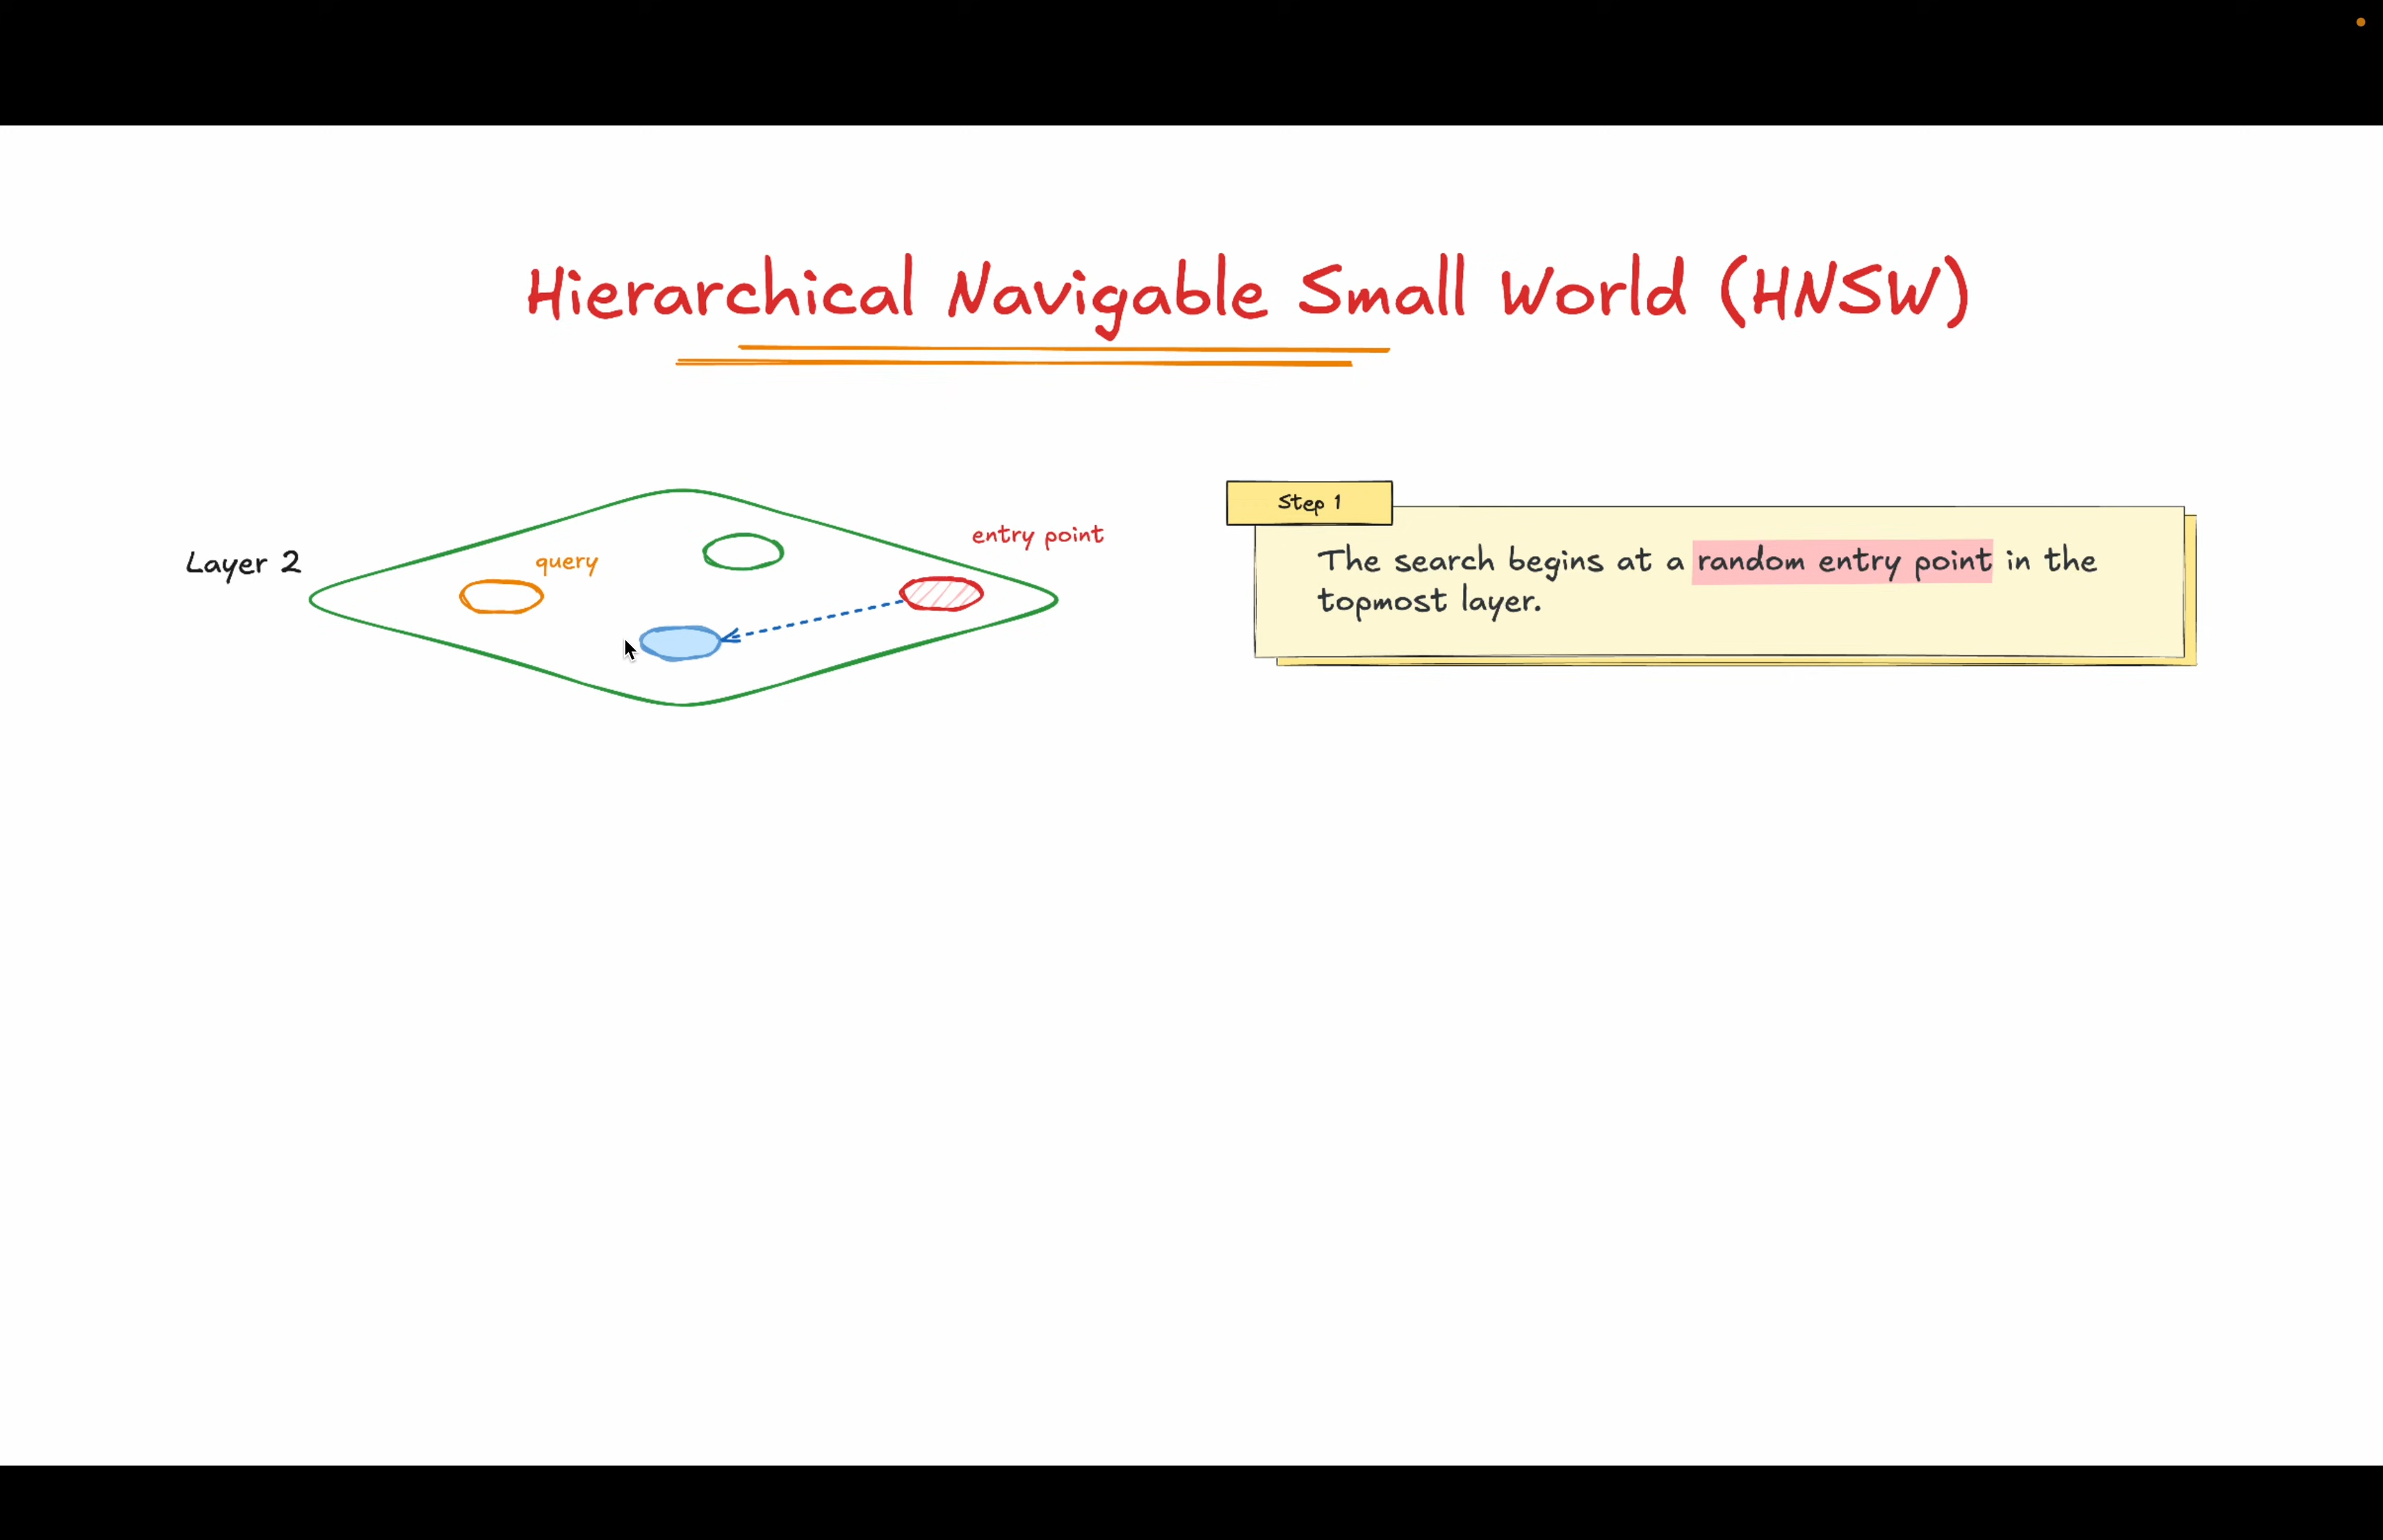 Hierarchical Navigable Small World (HNSW)
Layer 2
query
entry point
Step 1
The search begins at a random entry point in the
topmost layer.